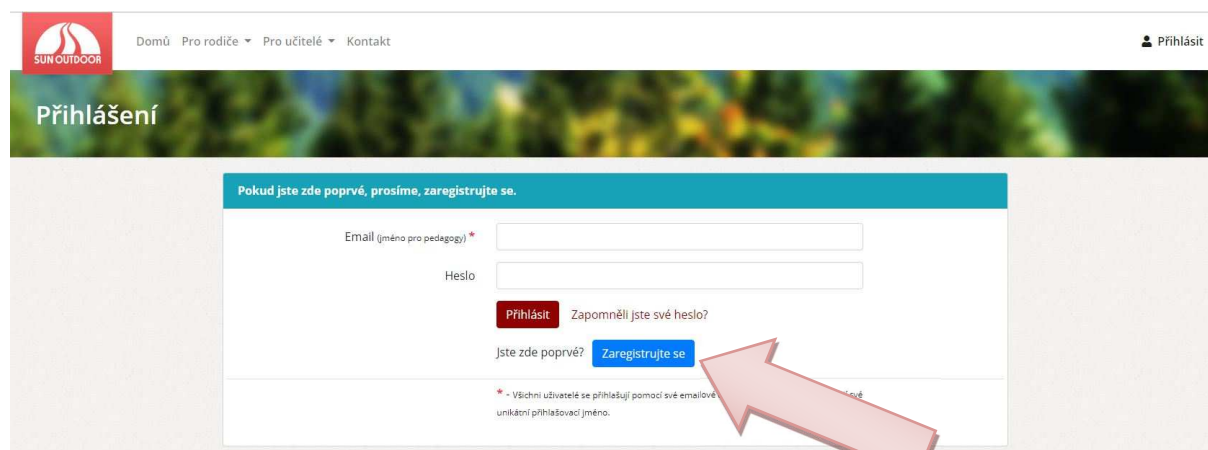 SUN OUTDOOR
Domů Pro rodiče Pro učitelé Kontakt Přihlásit
Přihlášení
Pokud jste zde poprvé, prosíme, zaregistrujte se.
Email (jméno pro pedagogy) *
Heslo
Přihlásit Zapomněli jste své heslo?
Jste zde poprvé? Zaregistrujte se
* - Všichni uživatelé se přihlašují pomocí své emailové své
unikátní přihlašovací jméno.